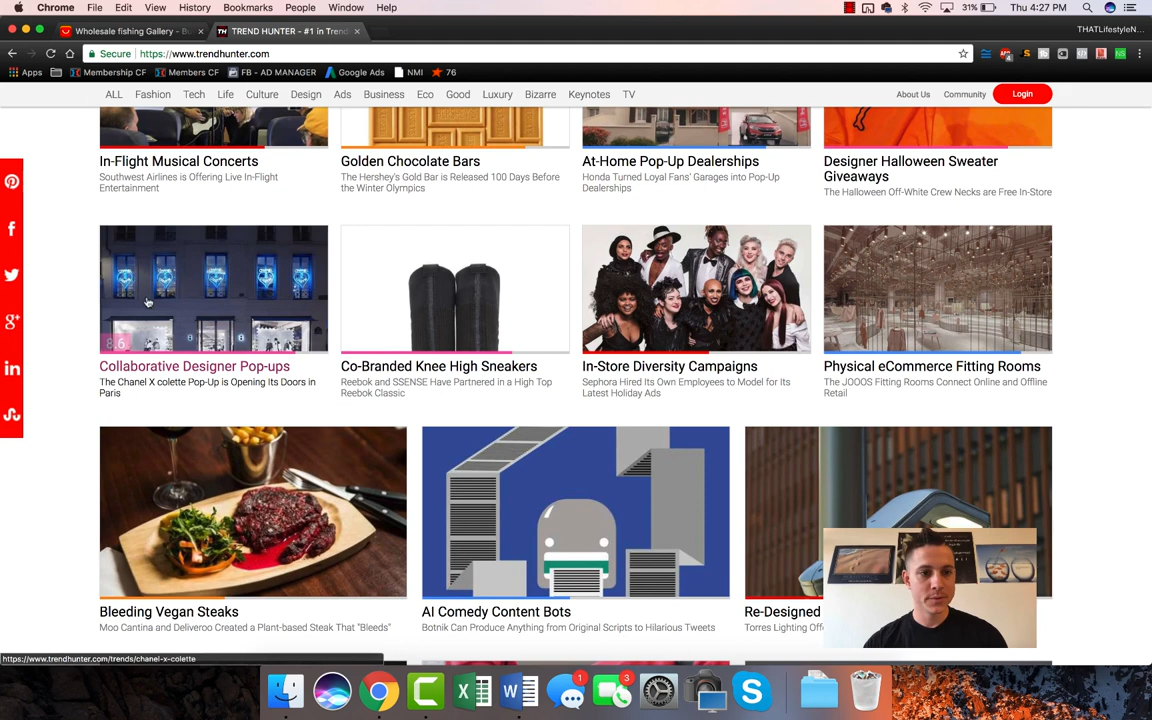 Chrome File Edit View History Bookmarks People Window Help
31% Thu 4:27 PM
1 3
Wholesale fishing Gallery - Bu
TH TREND HUNTER - #1 in Trend
THATLifestyleN...
Secure https://www.trendhunter.com
Apps Membership CF Members CF FB - AD MANAGER Google Ads NMI 76
ALL Fashion Tech Life Culture Design Ads Business Eco Good Luxury Bizarre Keynotes TV
About Us Community Login
In-Flight Musical Concerts
Southwest Airlines is Offering Live In-Flight
Entertainment
Golden Chocolate Bars
The Hershey's Gold Bar is Released 100 Days Before
the Winter Olympics
At-Home Pop-Up Dealerships
Honda Turned Loyal Fans' Garages into Pop-Up
Dealerships
Designer Halloween Sweater
Giveaways
The Halloween Off-White Crew Necks are Free In-Store
8.6
Collaborative Designer Pop-ups
The Chanel X colette Pop-Up is Opening Its Doors in
Paris
Co-Branded Knee High Sneakers
Reebok and SSENSE Have Partnered in a High Top
Reebok Classic
In-Store Diversity Campaigns
Sephora Hired Its Own Employees to Model for Its
Latest Holiday Ads
Physical eCommerce Fitting Rooms
The JOOOS Fitting Rooms Connect Online and Offline
Retail
Bleeding Vegan Steaks
Moo Cantina and Deliveroo Created a Plant-based Steak That "Bleeds"
AI Comedy Content Bots
Botnik Can Produce Anything from Original Scripts to Hilarious Tweets
Re-Designed
Torres Lighting Off
https://www.trendhunter.com/trends/chanel-x-colette